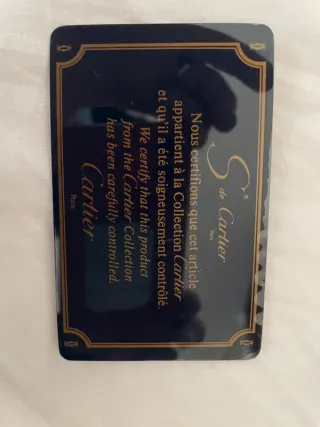 S de Cartier ®
Paris
Nous certifions que cet article
appartient à la Collection Cartier
et qu'il a été soigneusement contrôlé.
We certify that this product
from the Cartier Collection
has been carefully controlled.
Cartier
Paris